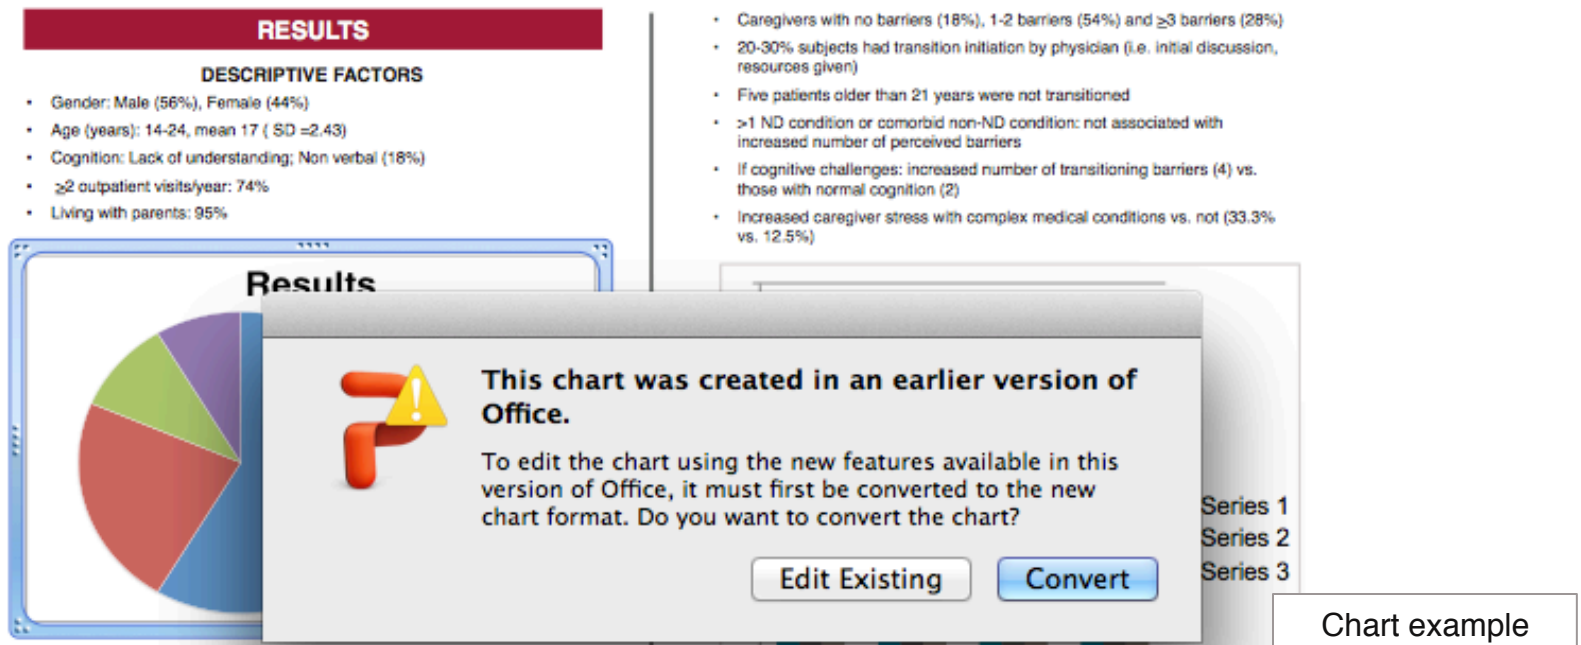 RESULTS
DESCRIPTIVE FACTORS
• Gender: Male (56%), Female (44%)
• Age (years): 14-24, mean 17 ( SD =2.43)
• Cognition: Lack of understanding; Non verbal (18%)
• ≥2 outpatient visits/year: 74%
• Living with parents: 95%
Results
• Caregivers with no barriers (18%), 1-2 barriers (54%) and ≥3 barriers (28%)
• 20-30% subjects had transition initiation by physician (i.e. initial discussion,
resources given)
• Five patients older than 21 years were not transitioned
• >1 ND condition or comorbid non-ND condition: not associated with
increased number of perceived barriers
• If cognitive challenges: increased number of transitioning barriers (4) vs.
those with normal cognition (2)
• Increased caregiver stress with complex medical conditions vs. not (33.3%
vs. 12.5%)
This chart was created in an earlier version of
Office.
To edit the chart using the new features available in this
version of Office, it must first be converted to the new
chart format. Do you want to convert the chart?
Edit Existing
Convert
Series 1
Series 2
Series 3
Chart example